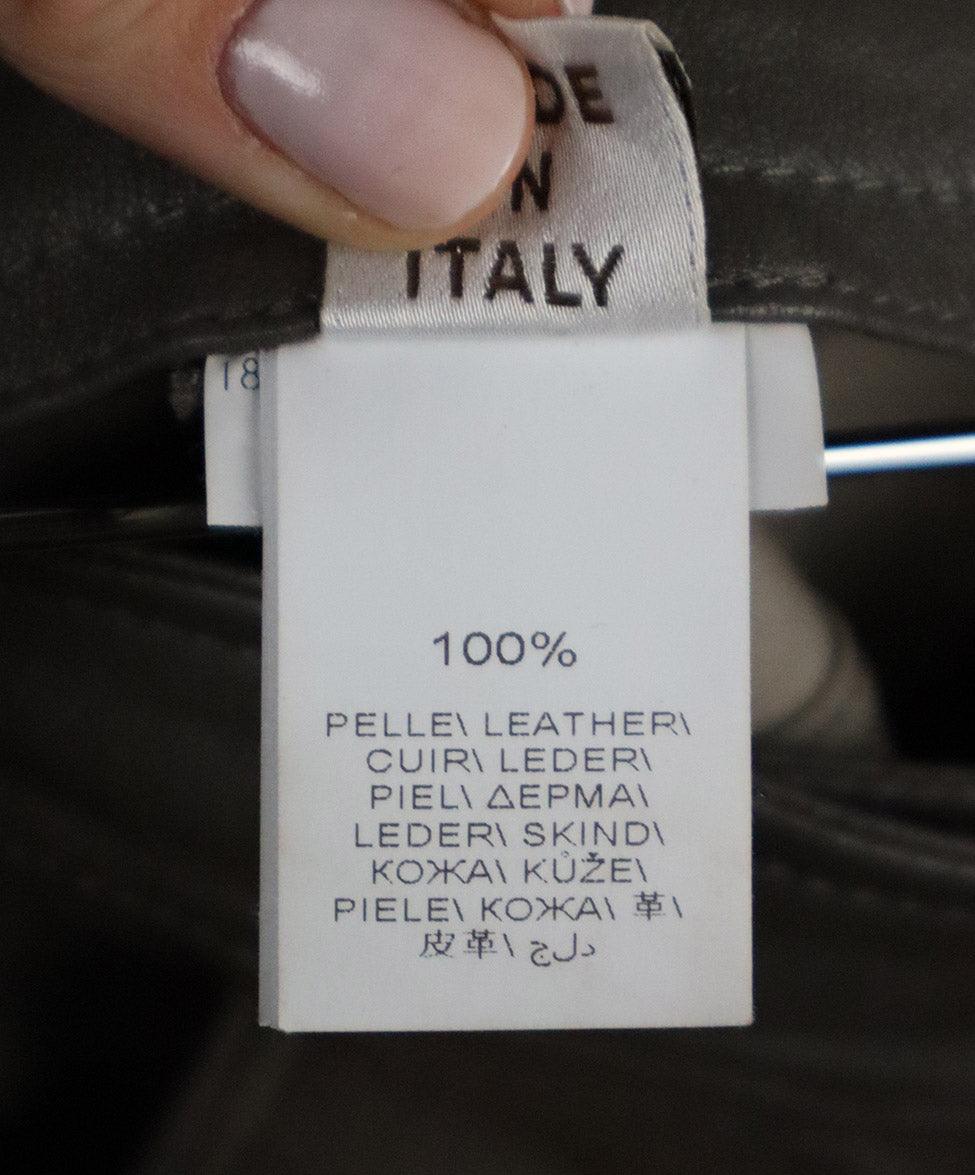 DE
N
ITALY
18
100%
PELLE\ LEATHER\
CUIR\ LEDER\
PIEL\ ΔΕΡΜΑ\
LEDER\ SKIND\
КОЖА\ KŮŽE\
PIELE\ КОЖА\ 革\
皮革\ دلج